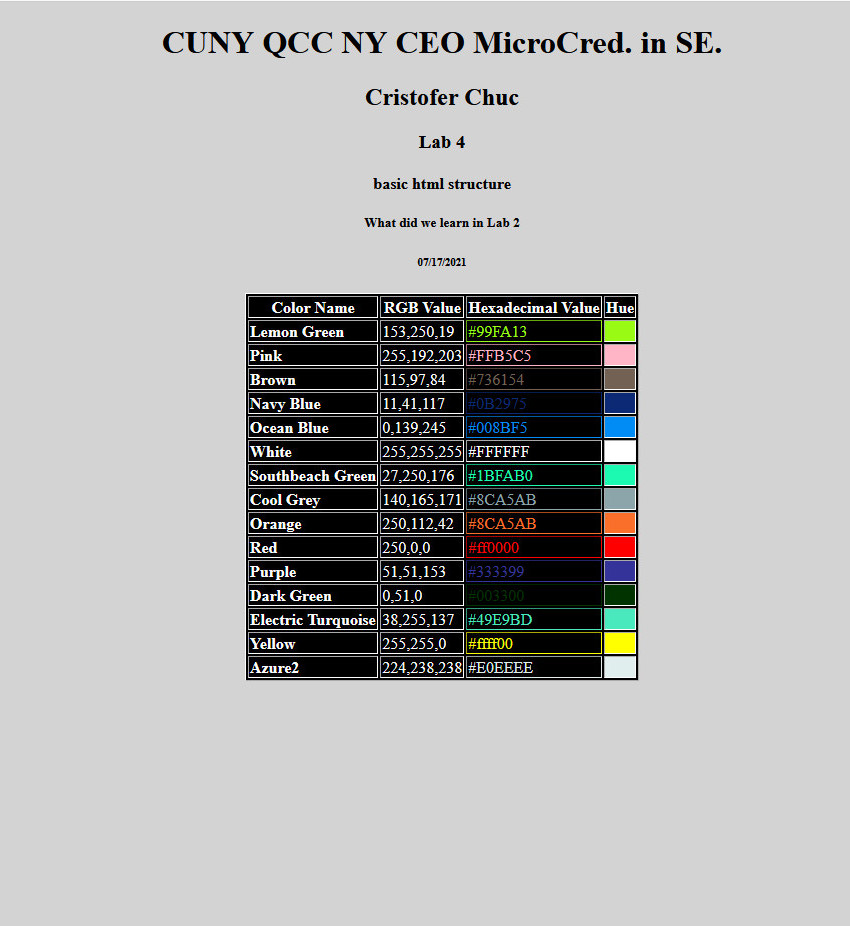 CUNY QCC NY CEO MicroCred. in SE.
Cristofer Chuc
Lab 4
basic html structure
What did we learn in Lab 2
07/17/2021
Color Name RGB Value Hexadecimal Value Hue
Lemon Green 153,250,19 #99FA13
Pink 255,192,203 #FFB5C5
Brown 115,97,84 #736154
Navy Blue 11,41,117 #0B2975
Ocean Blue 0,139,245 #008BF5
White 255,255,255 #FFFFFF
Southbeach Green 27,250,176 #1BFAB0
Cool Grey 140,165,171 #8CA5AB
Orange 250,112,42 #8CA5AB
Red 250,0,0 #ff0000
Purple 51,51,153 #333399
Dark Green 0,51,0 #003300
Electric Turquoise 38,255,137 #49E9BD
Yellow 255,255,0 #ffff00
Azure2 224,238,238 #E0EEEE